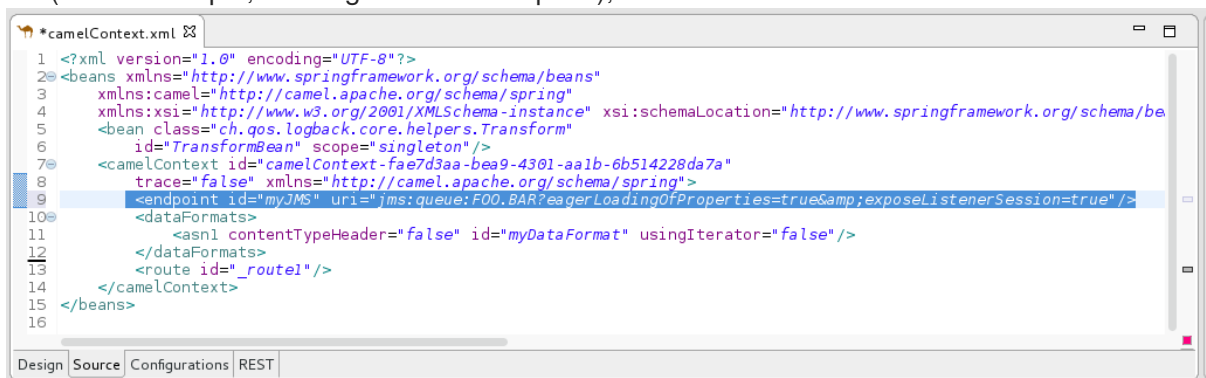 *camelContext.xml
1 <?xml version="1.0" encoding="UTF-8"?>
2 <beans xmlns="http://www.springframework.org/schema/beans"
3 xmlns:camel="http://camel.apache.org/schema/spring"
4 xmlns:xsi="http://www.w3.org/2001/XMLSchema-instance" xsi:schemaLocation="http://www.springframework.org/schema/be
5 <bean class="ch.qos.logback.core.helpers.Transform"
6 id="TransformBean" scope="singleton"/>
7 <camelContext id="camelContext-fae7d3aa-bea9-4301-aa1b-6b514228da7a"
8 trace="false" xmlns="http://camel.apache.org/schema/spring">
9 <endpoint id="myJMS" uri="jms:queue:FOO.BAR?eagerLoadingOfProperties=true&amp;exposeListenerSession=true"/>
10 <dataFormats>
11 <asn1 contentTypeHeader="false" id="myDataFormat" usingIterator="false"/>
12 </dataFormats>
13 <route id="_route1"/>
14 </camelContext>
15 </beans>
16
Design Source Configurations REST